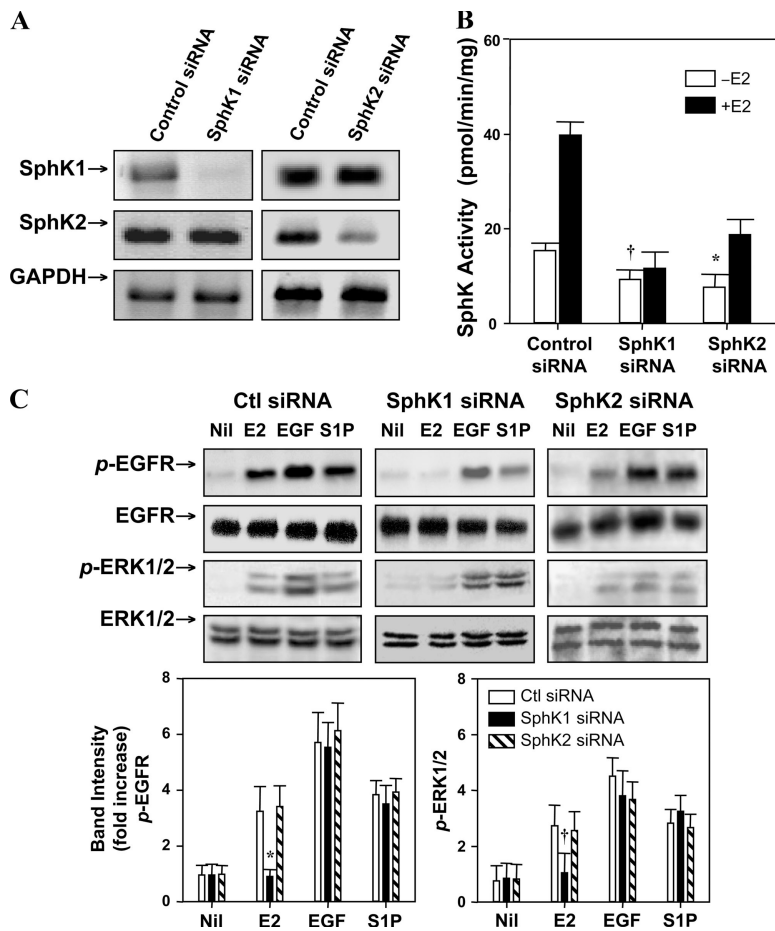 A
Control siRNA
SphK1 siRNA
Control siRNA
SphK2 siRNA
SphK1→
SphK2→
GAPDH→
B
SphK Activity (pmol/min/mg)
60
40
20
0
–E2
+E2
†
*
Control siRNA
SphK1 siRNA
SphK2 siRNA
C
Ctl siRNA SphK1 siRNA SphK2 siRNA
Nil E2 EGF S1P Nil E2 EGF S1P Nil E2 EGF S1P
p-EGFR→
EGFR→
p-ERK1/2→
ERK1/2→
Band Intensity
(fold increase)
p-EGFR
8
6
4
2
0
*
Nil E2 EGF S1P
p-ERK1/2
8
6
4
2
0
Ctl siRNA
SphK1 siRNA
SphK2 siRNA
†
Nil E2 EGF S1P